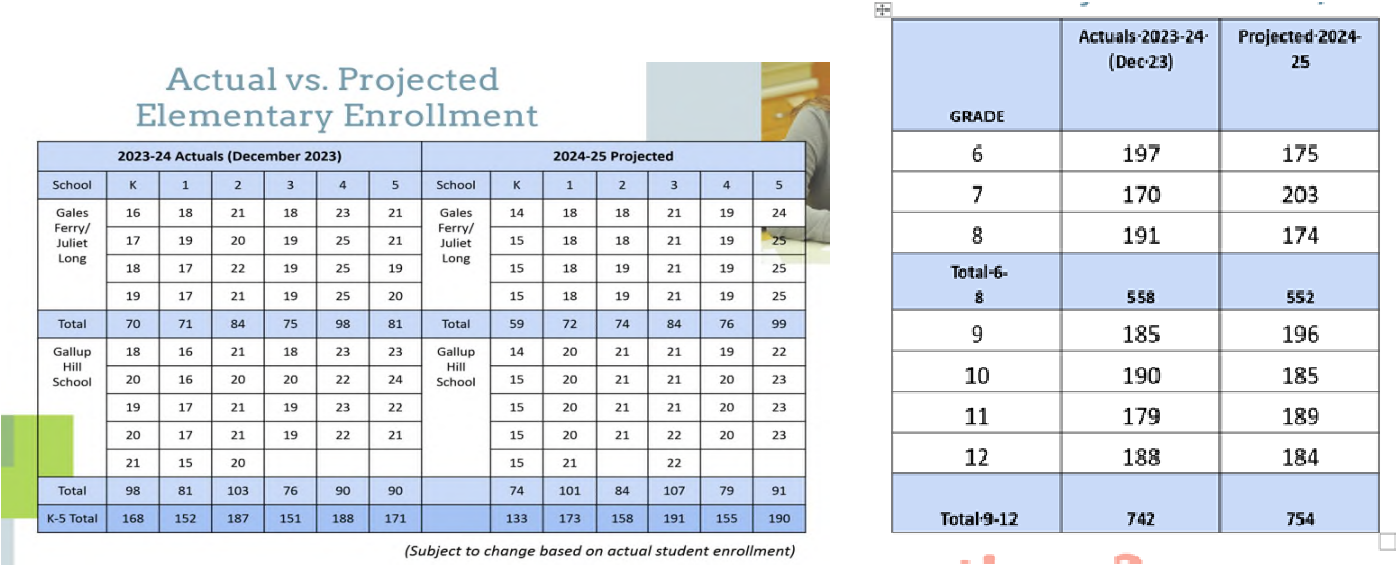 Actual vs. Projected
Elementary Enrollment
2023-24 Actuals (December 2023) 2024-25 Projected
School K 1 2 3 4 5 School K 1 2 3 4 5
Gales Ferry/ Juliet Long 16 18 21 18 23 21 Gales Ferry/ Juliet Long 14 18 18 21 19 24
17 19 20 19 25 21 15 18 18 21 19 25
18 17 22 19 25 19 15 18 19 21 19 25
19 17 21 19 25 20 15 18 19 21 19 25
Total 70 71 84 75 98 81 Total 59 72 74 84 76 99
Gallup Hill School 18 16 21 18 23 23 Gallup Hill School 14 20 21 21 19 22
20 16 20 20 22 24 15 20 21 21 20 23
19 17 21 19 23 22 15 20 21 21 20 23
20 17 21 19 22 21 15 20 21 22 20 23
21 15 20 15 21 22
Total 98 81 103 76 90 90 74 101 84 107 79 91
K-5 Total 168 152 187 151 188 171 133 173 158 191 155 190
(Subject to change based on actual student enrollment)
GRADE Actuals 2023-24 (Dec 23) Projected 2024-25
6 197 175
7 170 203
8 191 174
Total 6-8 558 552
9 185 196
10 190 185
11 179 189
12 188 184
Total 9-12 742 754